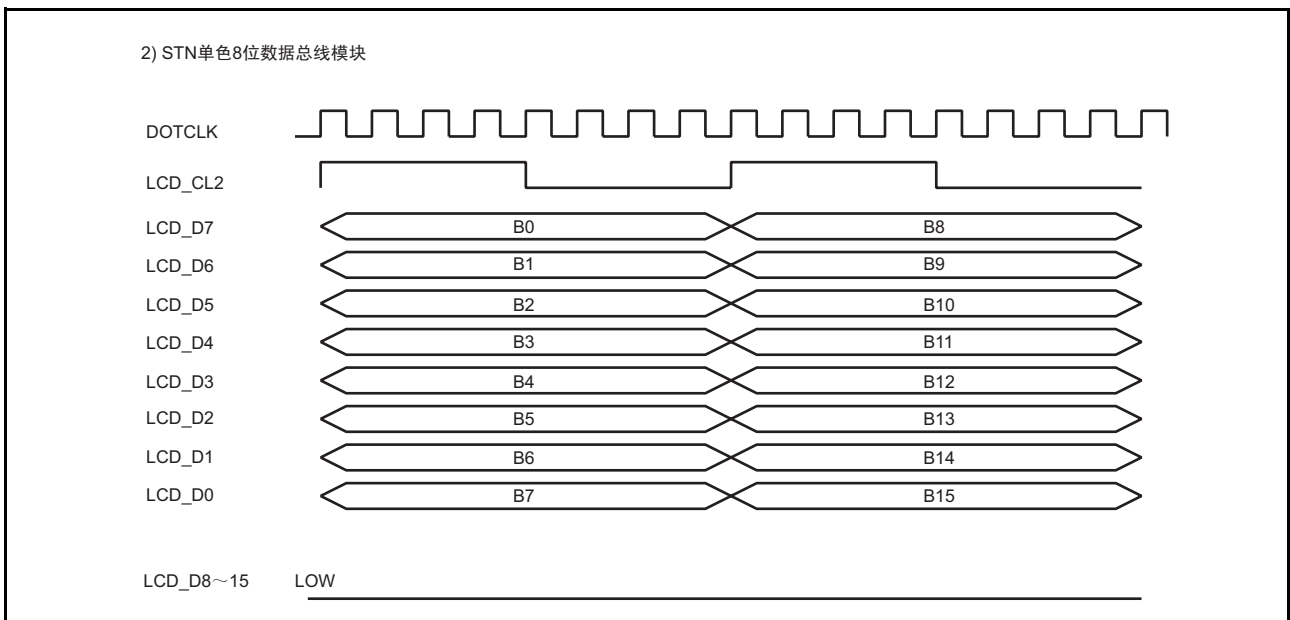 2) STN单色8位数据总线模块
DOTCLK
LCD_CL2
LCD_D7 B0 B8
LCD_D6 B1 B9
LCD_D5 B2 B10
LCD_D4 B3 B11
LCD_D3 B4 B12
LCD_D2 B5 B13
LCD_D1 B6 B14
LCD_D0 B7 B15
LCD_D8～15 LOW